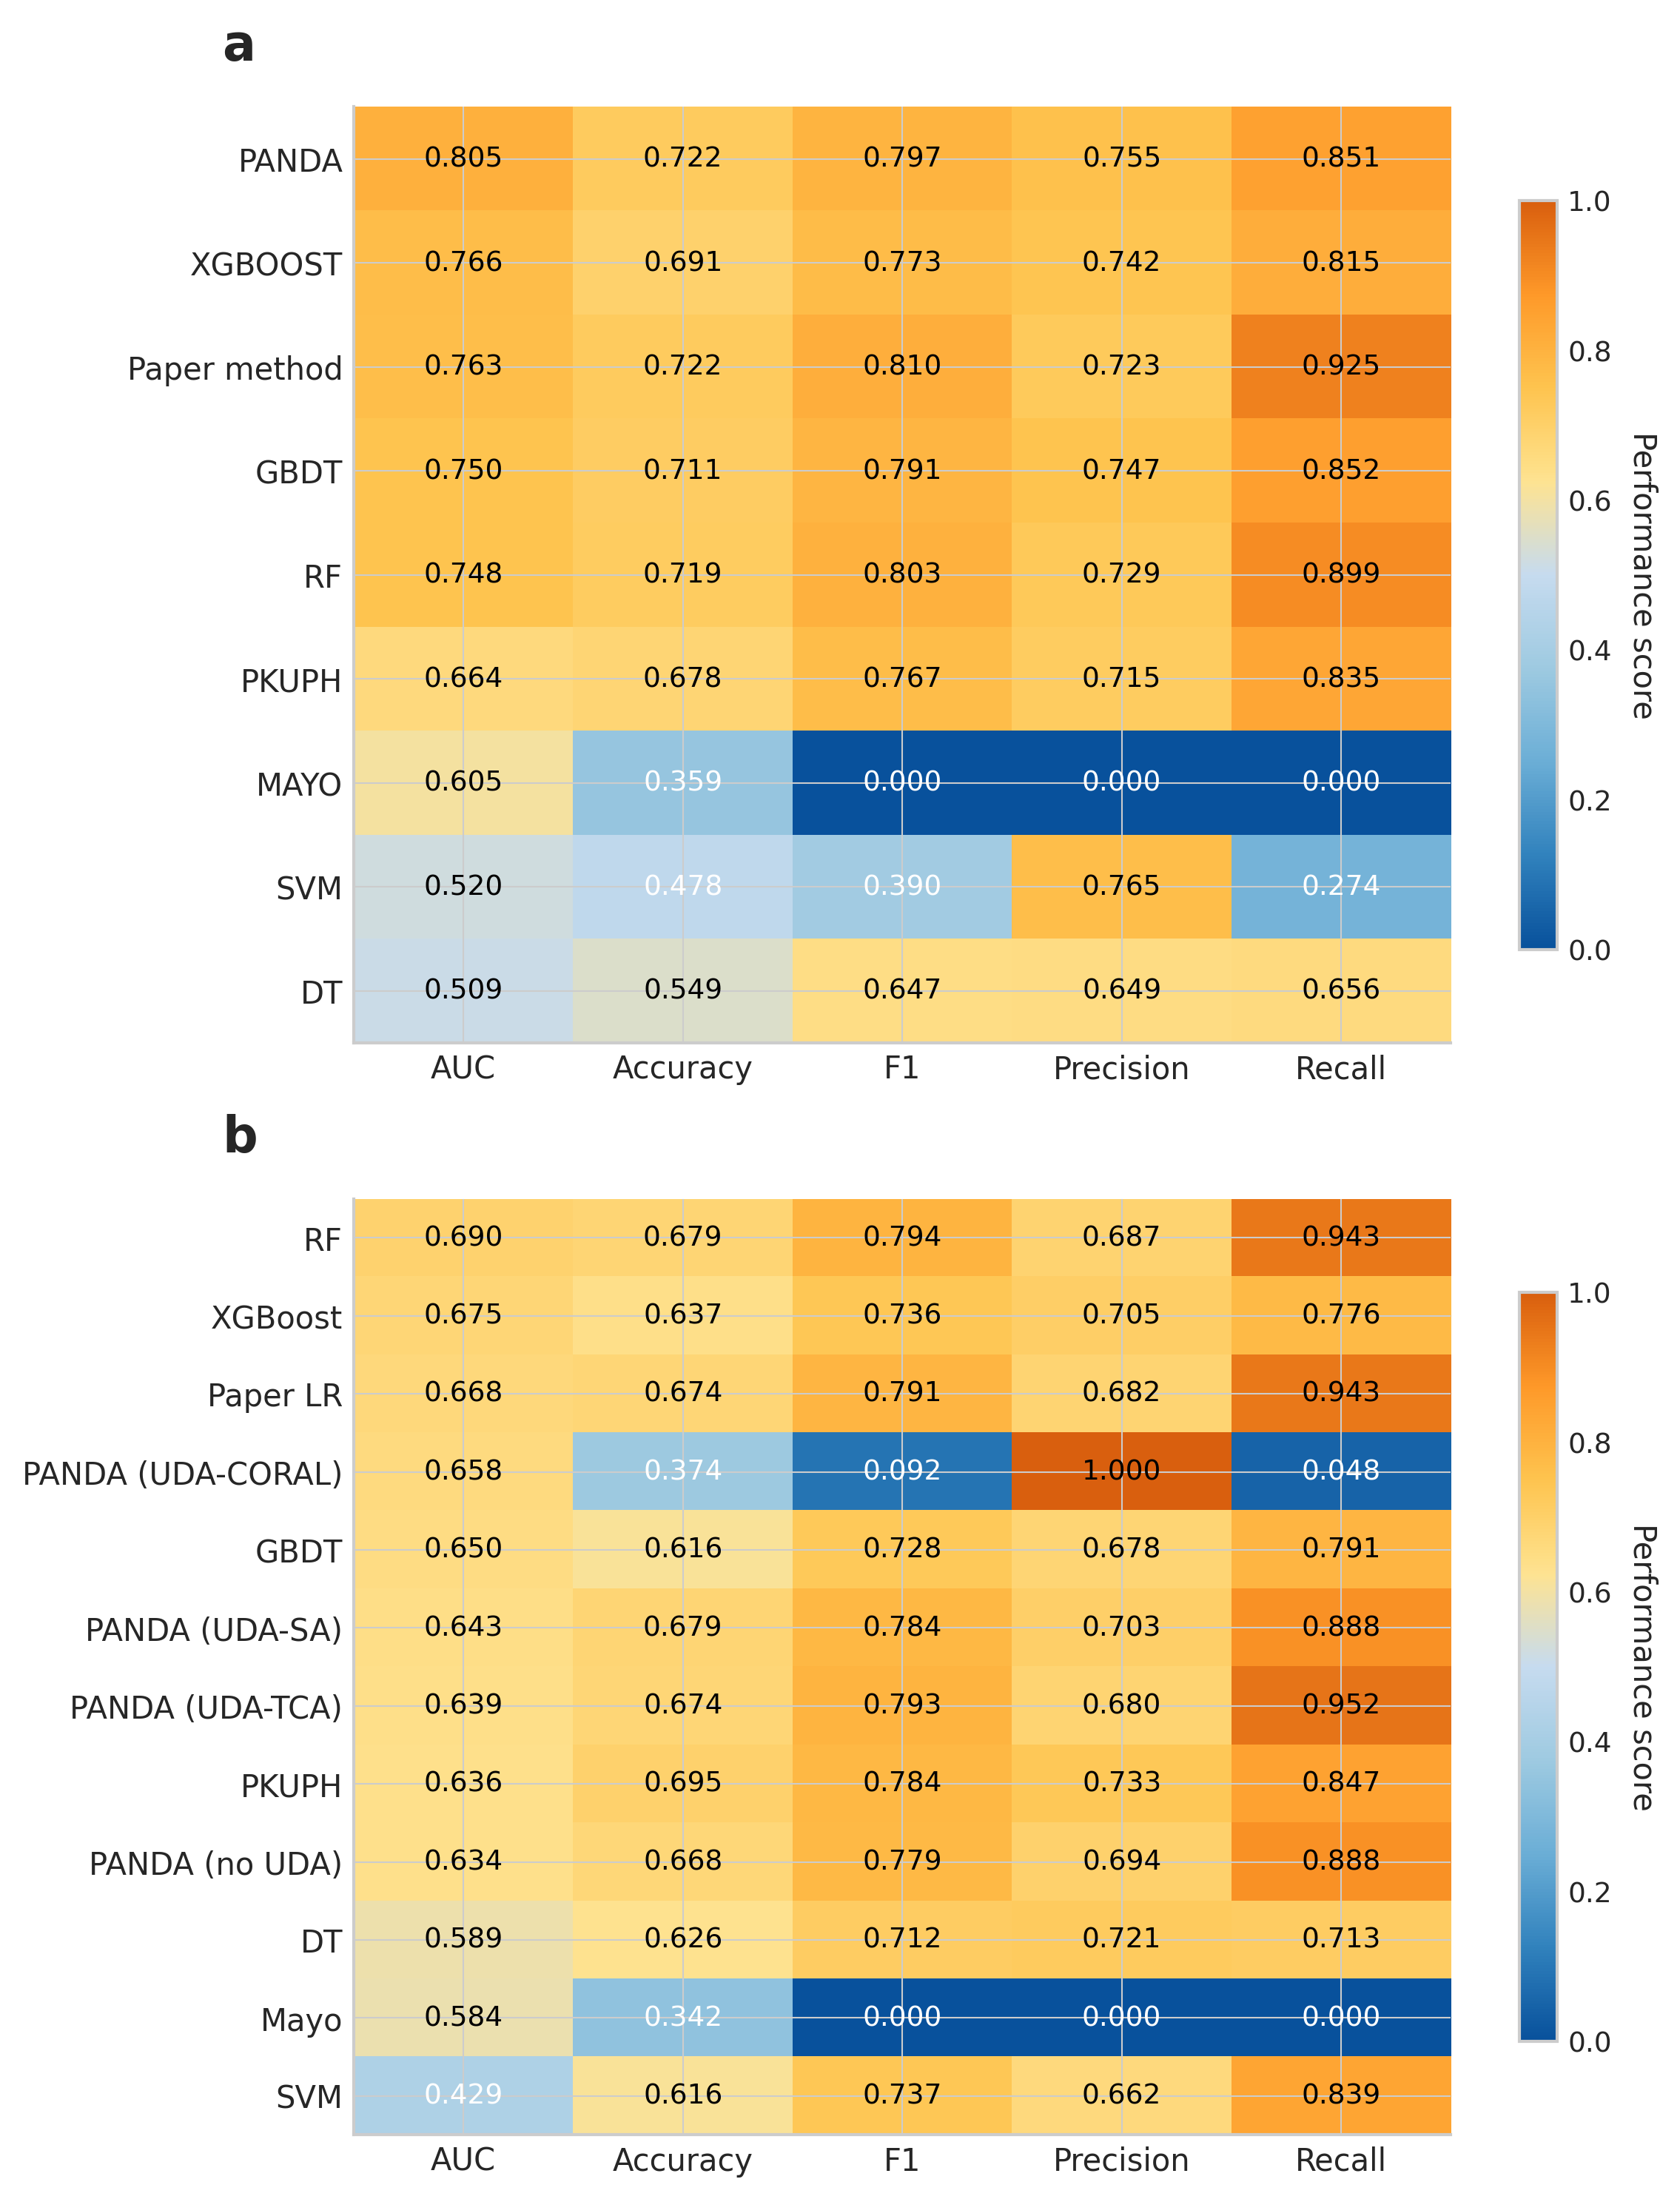 a
PANDA 0.805 0.722 0.797 0.755 0.851
XGBOOST 0.766 0.691 0.773 0.742 0.815
Paper method 0.763 0.722 0.810 0.723 0.925
GBDT 0.750 0.711 0.791 0.747 0.852
RF 0.748 0.719 0.803 0.729 0.899
PKUPH 0.664 0.678 0.767 0.715 0.835
MAYO 0.605 0.359 0.000 0.000 0.000
SVM 0.520 0.478 0.390 0.765 0.274
DT 0.509 0.549 0.647 0.649 0.656
AUC Accuracy F1 Precision Recall
1.0
0.8
0.6
0.4
0.2
0.0
Performance score
b
RF 0.690 0.679 0.794 0.687 0.943
XGBoost 0.675 0.637 0.736 0.705 0.776
Paper LR 0.668 0.674 0.791 0.682 0.943
PANDA (UDA-CORAL) 0.658 0.374 0.092 1.000 0.048
GBDT 0.650 0.616 0.728 0.678 0.791
PANDA (UDA-SA) 0.643 0.679 0.784 0.703 0.888
PANDA (UDA-TCA) 0.639 0.674 0.793 0.680 0.952
PKUPH 0.636 0.695 0.784 0.733 0.847
PANDA (no UDA) 0.634 0.668 0.779 0.694 0.888
DT 0.589 0.626 0.712 0.721 0.713
Mayo 0.584 0.342 0.000 0.000 0.000
SVM 0.429 0.616 0.737 0.662 0.839
AUC Accuracy F1 Precision Recall
1.0
0.8
0.6
0.4
0.2
0.0
Performance score